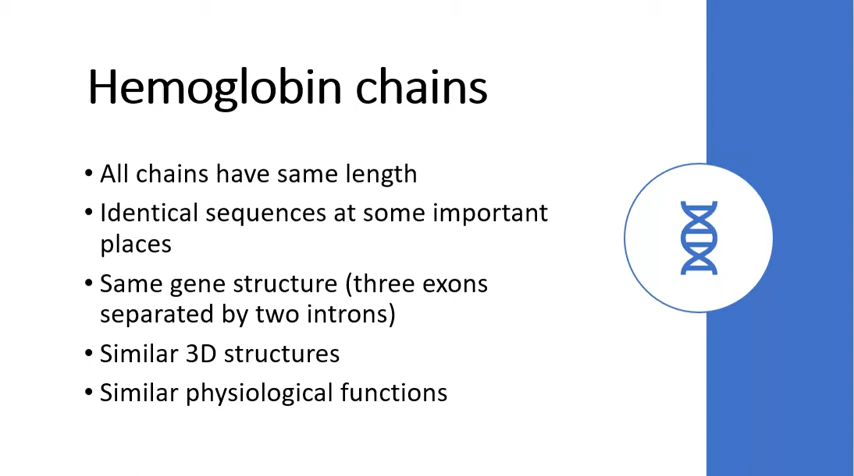 Hemoglobin chains
• All chains have same length
• Identical sequences at some important
places
• Same gene structure (three exons
separated by two introns)
• Similar 3D structures
• Similar physiological functions